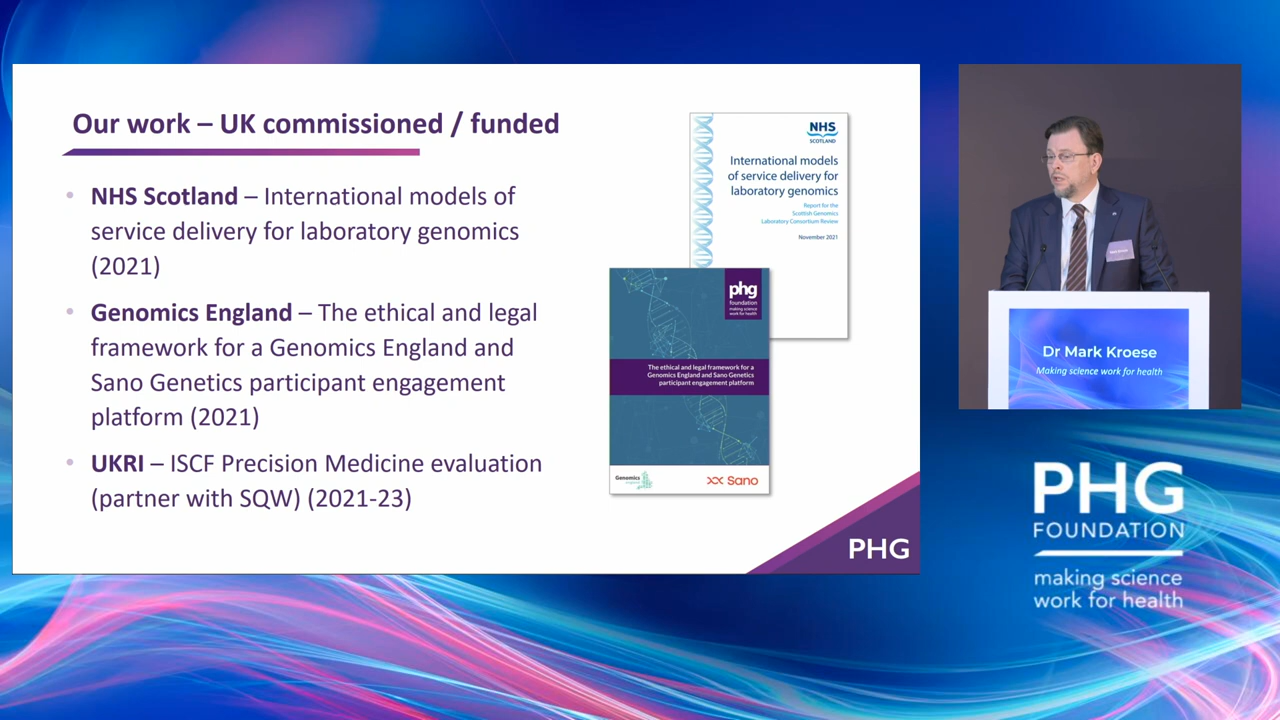 Our work – UK commissioned / funded
• NHS Scotland – International models of
service delivery for laboratory genomics
(2021)
• Genomics England – The ethical and legal
framework for a Genomics England and
Sano Genetics participant engagement
platform (2021)
• UKRI – ISCF Precision Medicine evaluation
(partner with SQW) (2021-23)
NHS
SCOTLAND
International models
of service delivery for
laboratory genomics
Report for the
Scottish Genomics
Laboratory Consortium Review
November 2021
phg
foundation
making science
work for health
The ethical and legal framework for a
Genomics England and Sano Genetics
participant engagement platform
Genomics
england
Sano
PHG
Dr Mark Kroese
Making science work for health
PHG
FOUNDATION
making science
work for health